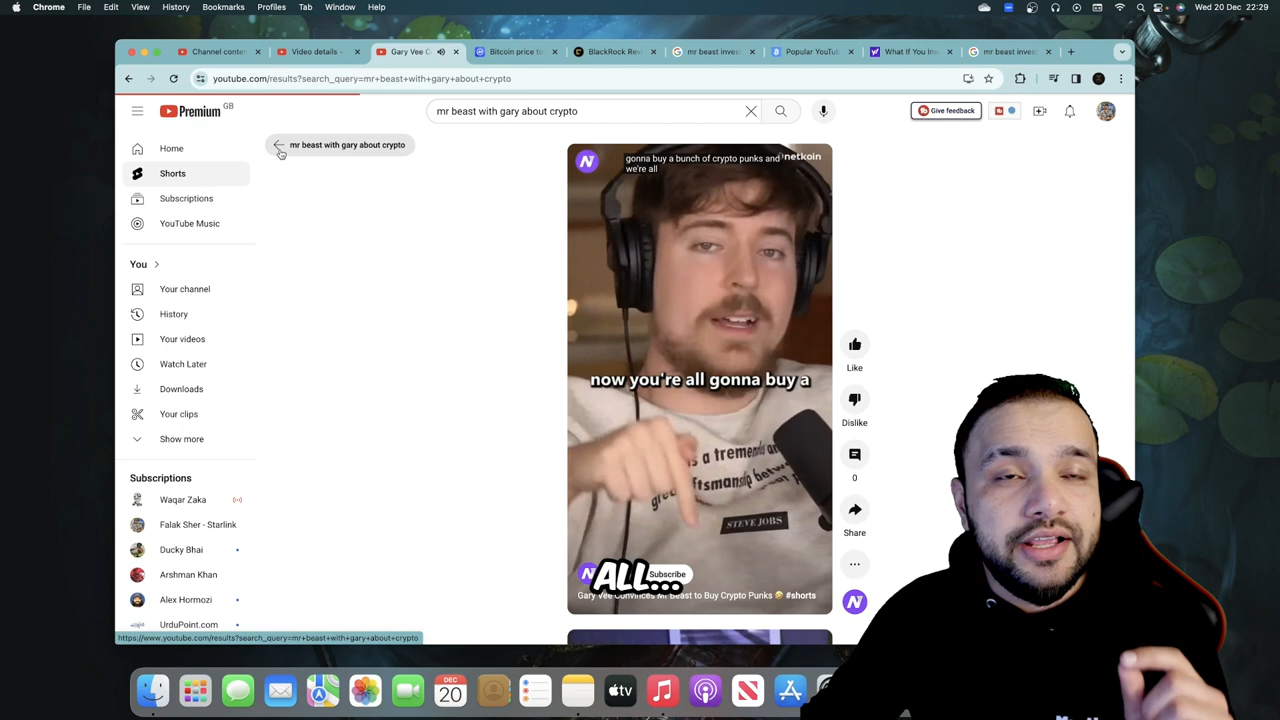 Chrome File Edit View History Bookmarks Profiles Tab Window Help
Wed 20 Dec 22:29
Channel conten
Video details -
Gary Vee C
Bitcoin price to
BlackRock Rev
mr beast invest
Popular YouTub
What If You Inv
mr beast invest
youtube.com/results?search_query=mr+beast+with+gary+about+crypto
Premium GB
mr beast with gary about crypto
Give feedback
Home
mr beast with gary about crypto
Shorts
Subscriptions
YouTube Music
You
Your channel
History
Your videos
Watch Later
Downloads
Your clips
Show more
Subscriptions
Waqar Zaka
Falak Sher - Starlink
Ducky Bhai
Arshman Khan
Alex Hormozi
UrduPoint.com
https://www.youtube.com/results?search_query=mr+beast+with+gary+about+crypto
gonna buy a bunch of crypto punks and
we're all
netkoin
now you're all gonna buy a
STEVE JOBS
ALL...
Subscribe
Gary Vee Convinces Mr Beast to Buy Crypto Punks 🤣 #shorts
Like
Dislike
0
Share
DEC
20
tv